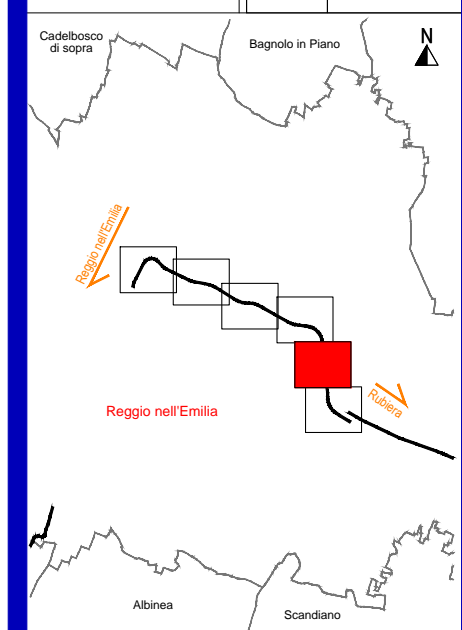 Cadelbosco
di sopra
Bagnolo in Piano
N
Reggio nell'Emilia
Rubiera
Reggio nell'Emilia
Albinea
Scandiano